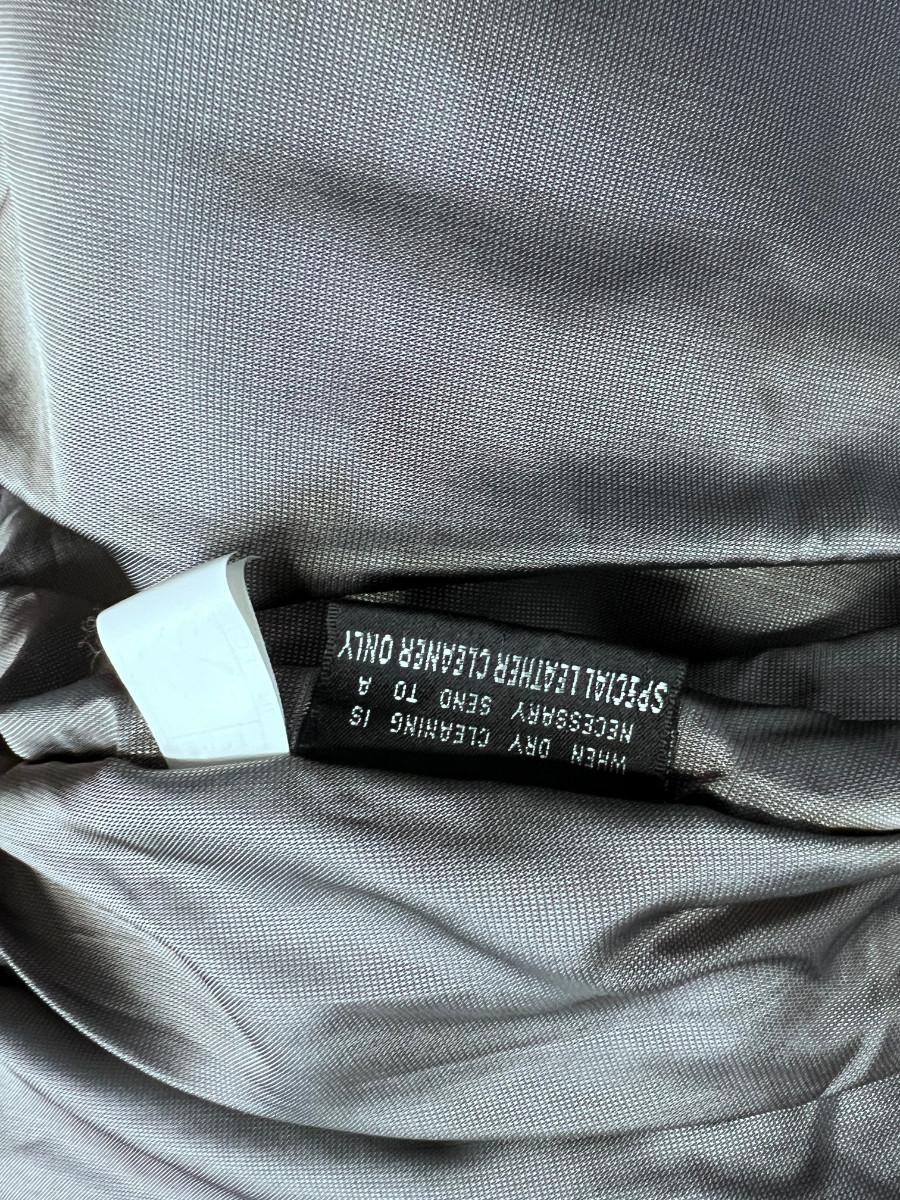 WHEN DRY CLEANING IS
NECESSARY SEND TO A
SPECIAL LEATHER CLEANER ONLY